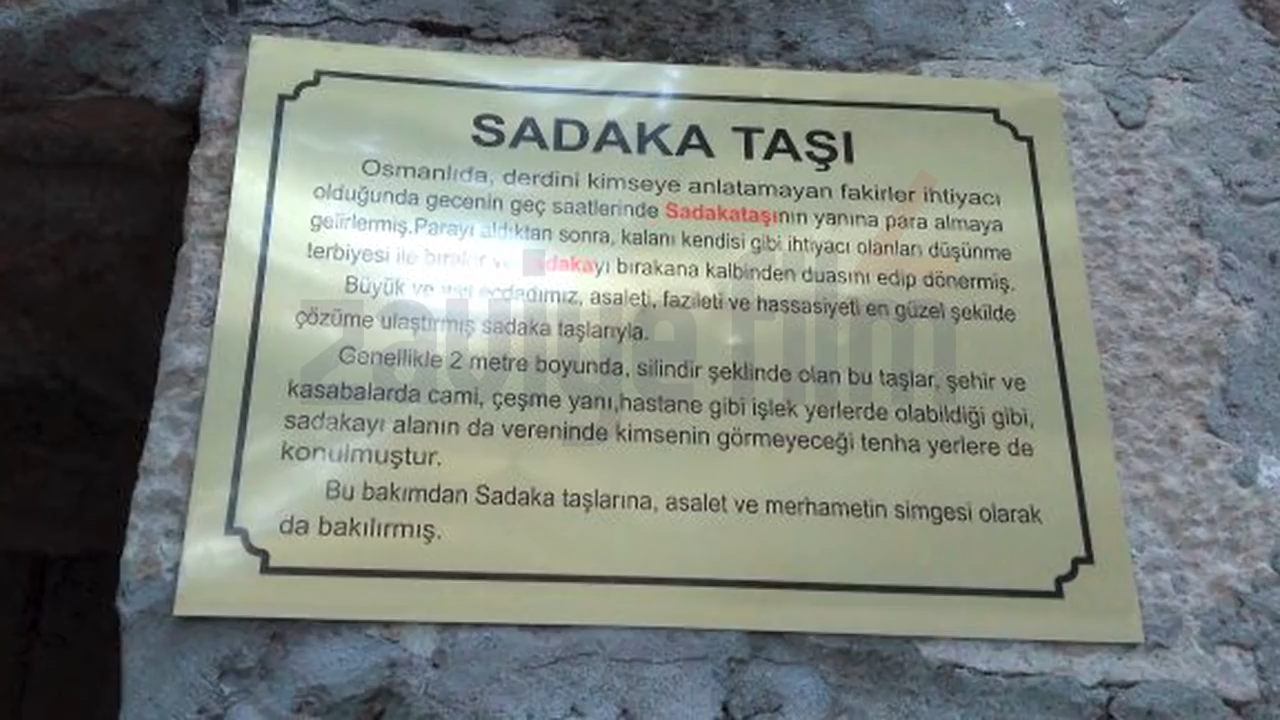 SADAKA TAŞI
Osmanlıda, derdini kimseye anlatamayan fakirler ihtiyacı
olduğunda gecenin geç saatlerinde Sadakataşının yanına para almaya
gelirlermiş.Parayı aldıktan sonra, kalanı kendisi gibi ihtiyacı olanları düşünme
terbiyesi ile bırakır ve sadakayı bırakana kalbinden duasını edip dönermiş.
Büyük ve ecdadımız, asaleti, fazileti ve hassasiyeti en güzel şekilde
çözüme ulaştırmış sadaka taşlarıyla.
Genellikle 2 metre boyunda, silindir şeklinde olan bu taşlar, şehir ve
kasabalarda cami, çeşme yanı,hastane gibi işlek yerlerde olabildiği gibi,
sadakayı alanın da vereninde kimsenin görmeyeceği tenha yerlere de
konulmuştur.
Bu bakımdan Sadaka taşlarına, asalet ve merhametin simgesi olarak
da bakılırmış.